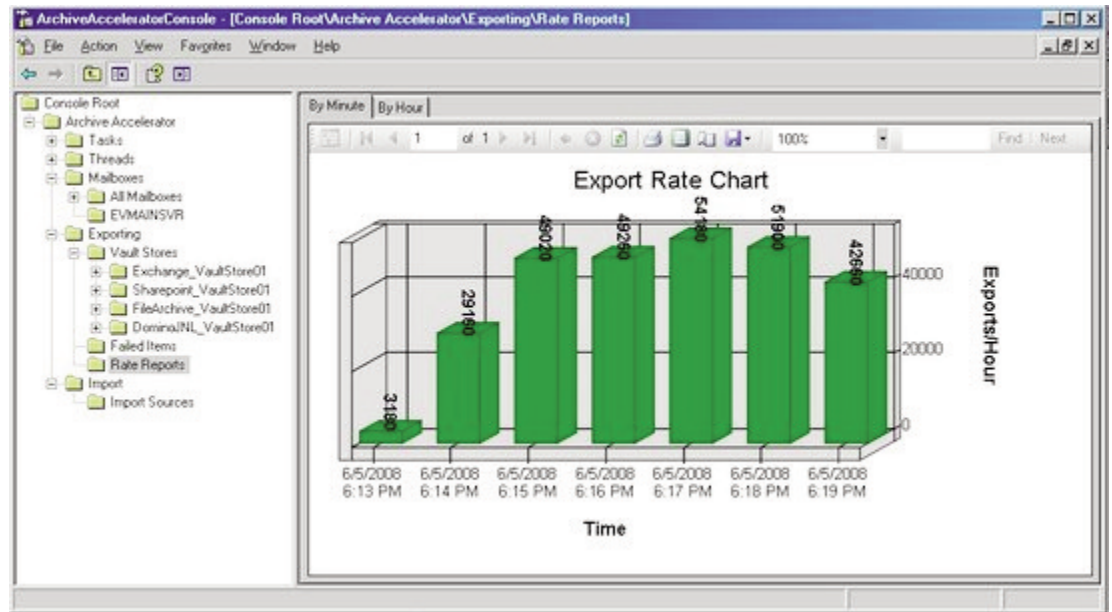 ArchiveAcceleratorConsole - [Console Root\Archive Accelerator\Exporting\Rate Reports]
File Action View Favorites Window Help
Console Root
Archive Accelerator
Tasks
Threads
Mailboxes
All Mailboxes
EVMAINSVR
Exporting
Vault Stores
Exchange_VaultStore01
Sharepoint_VaultStore01
FileArchive_VaultStore01
DominoJNL_VaultStore01
Failed Items
Rate Reports
Import
Import Sources
By Minute By Hour
1 of 1 100% Find Next
Export Rate Chart
3180
29160
49020
49260
54180
51900
42660
40000
20000
0
Exports/Hour
6/5/2008 6/5/2008 6/5/2008 6/5/2008 6/5/2008 6/5/2008 6/5/2008
6:13 PM 6:14 PM 6:15 PM 6:16 PM 6:17 PM 6:18 PM 6:19 PM
Time